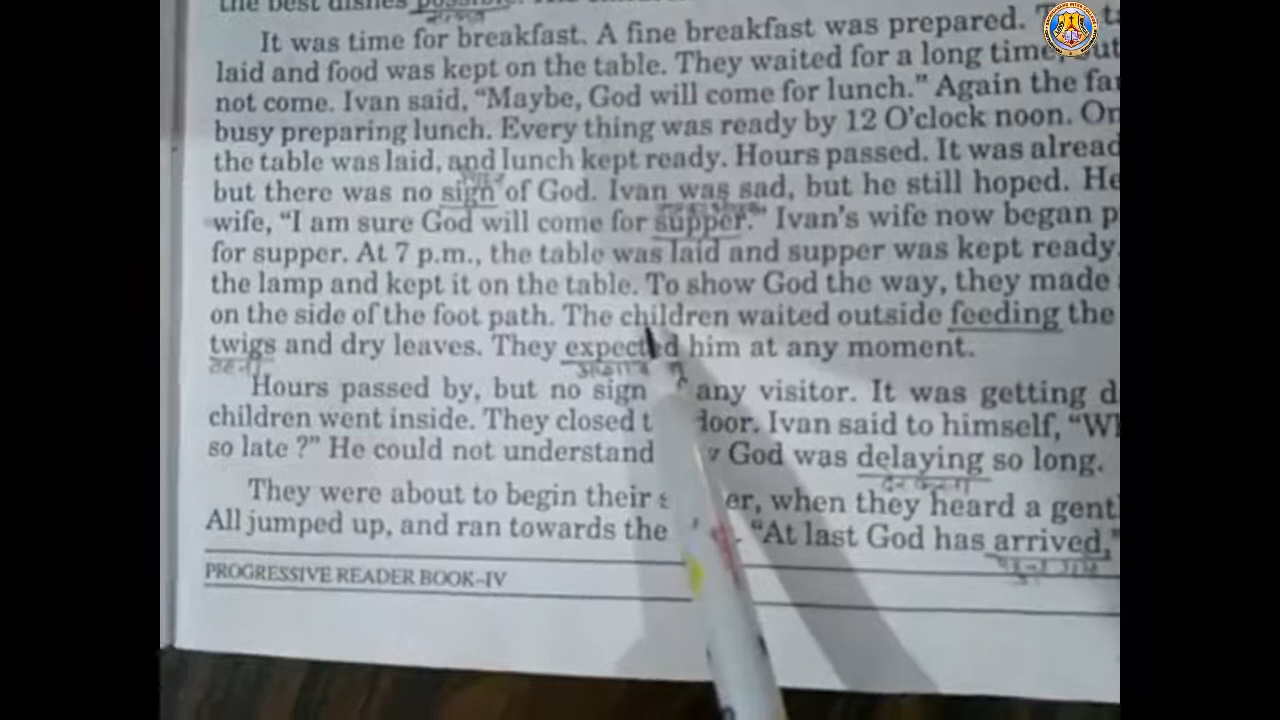 the best dishes possible.
It was time for breakfast. A fine breakfast was prepared.
laid and food was kept on the table. They waited for a long time, but
not come. Ivan said, “Maybe, God will come for lunch.” Again the
busy preparing lunch. Every thing was ready by 12 O’clock noon.
the table was laid, and lunch kept ready. Hours passed. It was
but there was no sign of God. Ivan was sad, but he still hoped. He
wife, “I am sure God will come for supper.” Ivan’s wife now began
for supper. At 7 p.m., the table was laid and supper was kept ready.
the lamp and kept it on the table. To show God the way, they made
on the side of the foot path. The children waited outside feeding the
twigs and dry leaves. They expected him at any moment.
टहनी
Hours passed by, but no sign any visitor. It was getting
children went inside. They closed door. Ivan said to himself,
so late ?” He could not understand God was delaying so long.
देर करना
They were about to begin their when they heard a
All jumped up, and ran towards the “At last God has arrived,”
PROGRESSIVE READER BOOK–IV